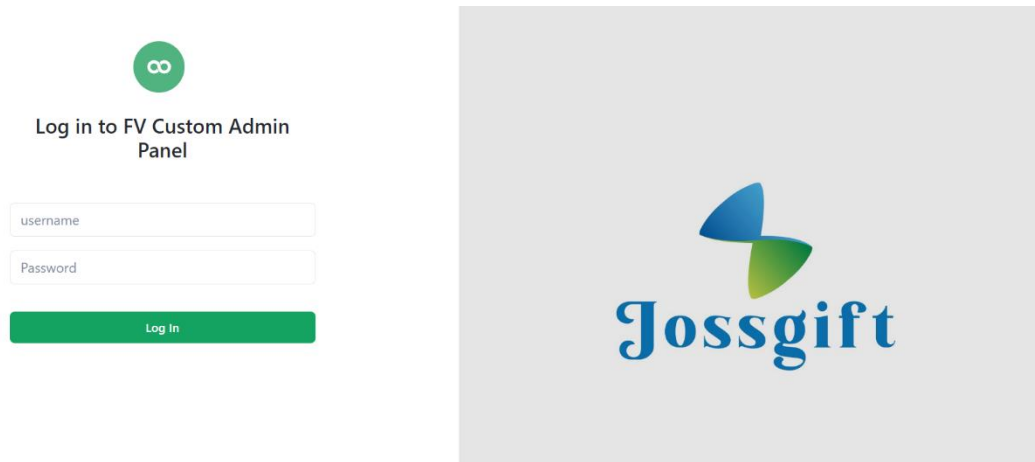 Log in to FV Custom Admin
Panel
username
Password
Log In
Jossgift